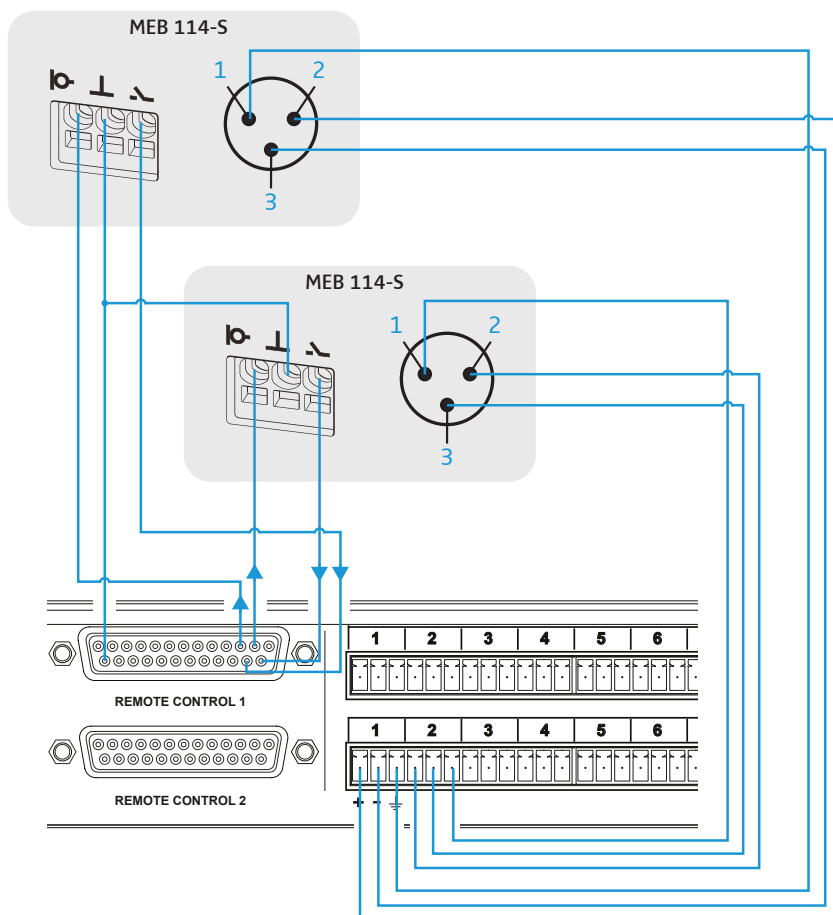 MEB 114-S
1 2
3
MEB 114-S
1 2
3
1 2 3 4 5 6
REMOTE CONTROL 1
1 2 3 4 5 6
REMOTE CONTROL 2
+ -